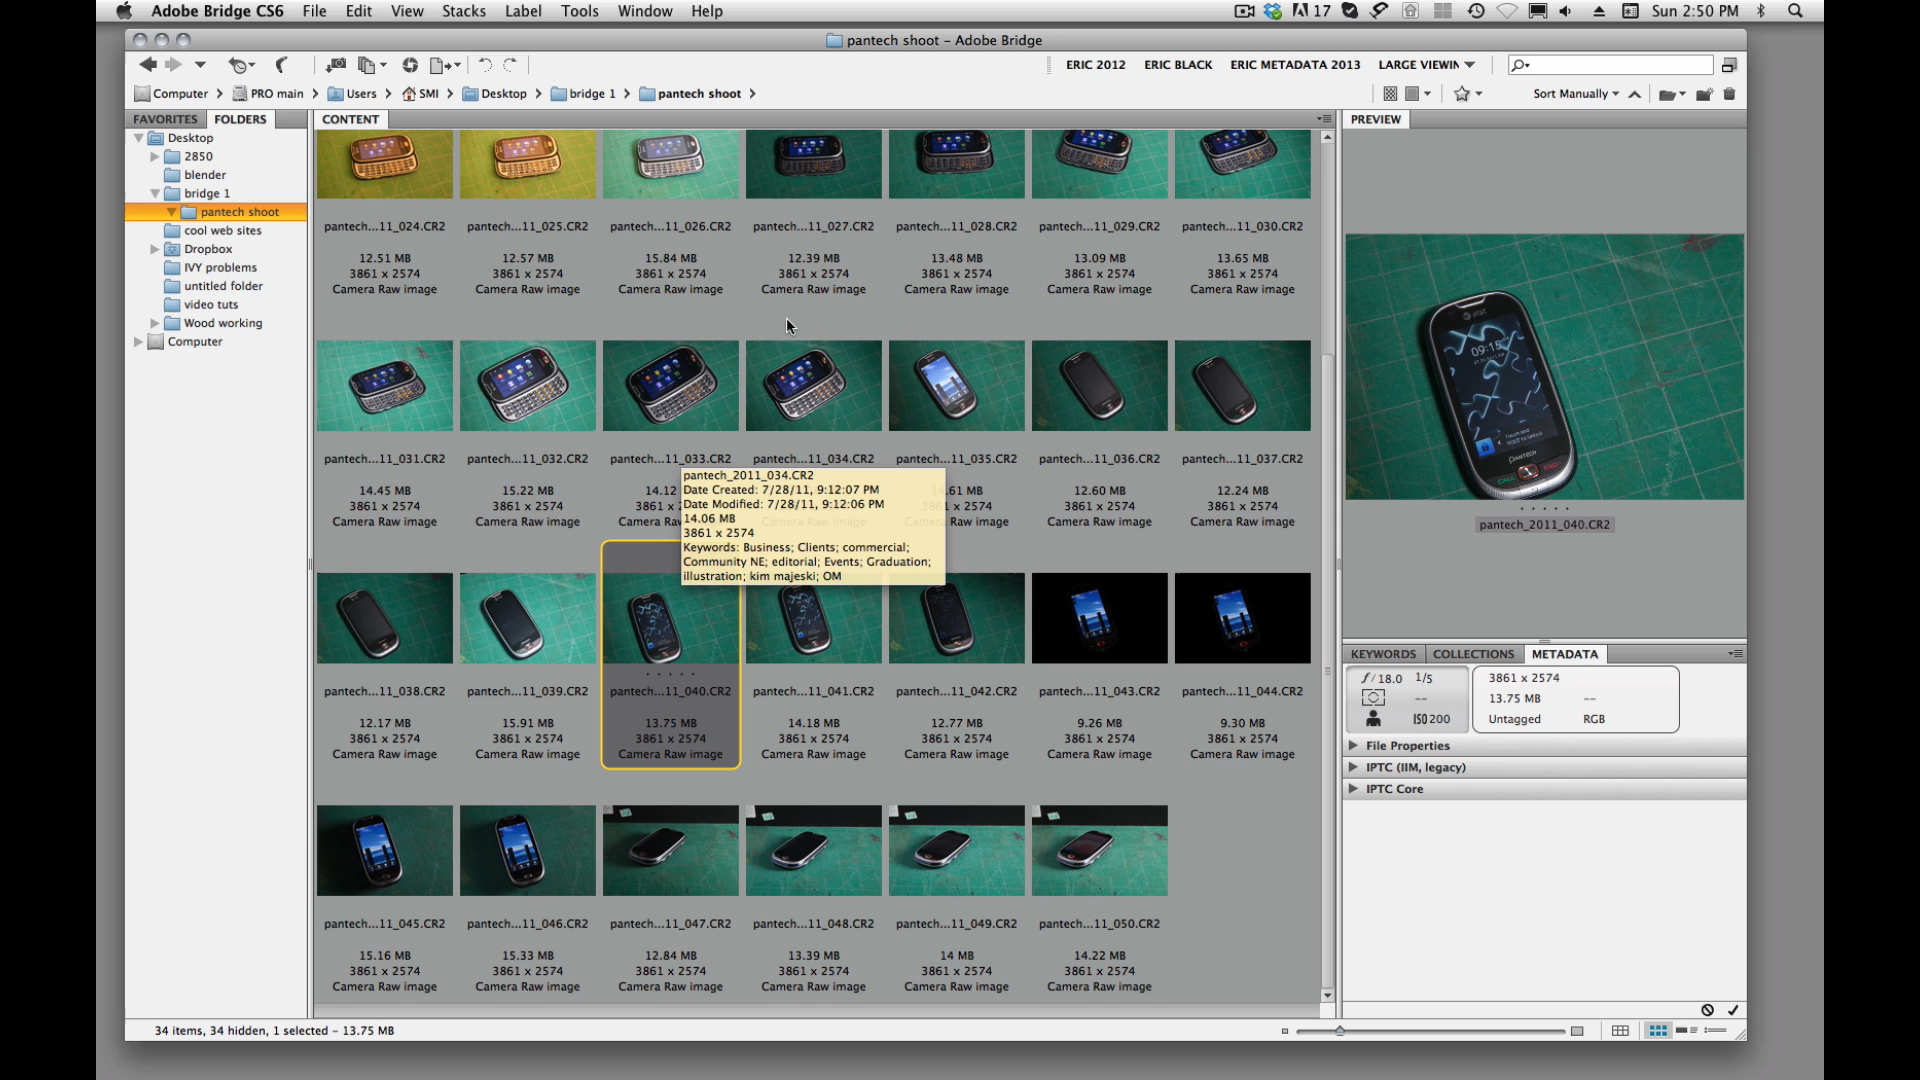 Adobe Bridge CS6 File Edit View Stacks Label Tools Window Help
17 Sun 2:50 PM
pantech shoot – Adobe Bridge
ERIC 2012 ERIC BLACK ERIC METADATA 2013 LARGE VIEWIN
Computer PRO main Users SMI Desktop bridge 1 pantech shoot
Sort Manually
FAVORITES FOLDERS
Desktop
2850
blender
bridge 1
pantech shoot
cool web sites
Dropbox
IVY problems
untitled folder
video tuts
Wood working
Computer
CONTENT
pantech...11_024.CR2 pantech...11_025.CR2 pantech...11_026.CR2 pantech...11_027.CR2 pantech...11_028.CR2 pantech...11_029.CR2 pantech...11_030.CR2
12.51 MB 12.57 MB 15.84 MB 12.39 MB 13.48 MB 13.09 MB 13.65 MB
3861 x 2574 3861 x 2574 3861 x 2574 3861 x 2574 3861 x 2574 3861 x 2574 3861 x 2574
Camera Raw image Camera Raw image Camera Raw image Camera Raw image Camera Raw image Camera Raw image Camera Raw image
pantech...11_031.CR2 pantech...11_032.CR2 pantech...11_033.CR2 pantech...11_034.CR2 pantech...11_035.CR2 pantech...11_036.CR2 pantech...11_037.CR2
14.45 MB 15.22 MB 14.12 .61 MB 12.60 MB 12.24 MB
3861 x 2574 3861 x 2574 3861 x 3861 x 2574 3861 x 2574 3861 x 2574
Camera Raw image Camera Raw image Camera Ra Raw image Camera Raw image Camera Raw image
pantech_2011_034.CR2
Date Created: 7/28/11, 9:12:07 PM
Date Modified: 7/28/11, 9:12:06 PM
14.06 MB
3861 x 2574
Keywords: Business; Clients; commercial;
Community NE; editorial; Events; Graduation;
illustration; kim majeski; OM
pantech...11_038.CR2 pantech...11_039.CR2 pantech...11_040.CR2 pantech...11_041.CR2 pantech...11_042.CR2 pantech...11_043.CR2 pantech...11_044.CR2
12.17 MB 15.91 MB 13.75 MB 14.18 MB 12.77 MB 9.26 MB 9.30 MB
3861 x 2574 3861 x 2574 3861 x 2574 3861 x 2574 3861 x 2574 3861 x 2574 3861 x 2574
Camera Raw image Camera Raw image Camera Raw image Camera Raw image Camera Raw image Camera Raw image Camera Raw image
pantech...11_045.CR2 pantech...11_046.CR2 pantech...11_047.CR2 pantech...11_048.CR2 pantech...11_049.CR2 pantech...11_050.CR2
15.16 MB 15.33 MB 12.84 MB 13.39 MB 14 MB 14.22 MB
3861 x 2574 3861 x 2574 3861 x 2574 3861 x 2574 3861 x 2574 3861 x 2574
Camera Raw image Camera Raw image Camera Raw image Camera Raw image Camera Raw image Camera Raw image
PREVIEW
at&t
09:15
PANTECH
CALL
pantech_2011_040.CR2
KEYWORDS COLLECTIONS METADATA
f/18.0 1/5
--
ISO200
3861 x 2574
13.75 MB --
Untagged RGB
File Properties
IPTC (IIM, legacy)
IPTC Core
34 items, 34 hidden, 1 selected – 13.75 MB